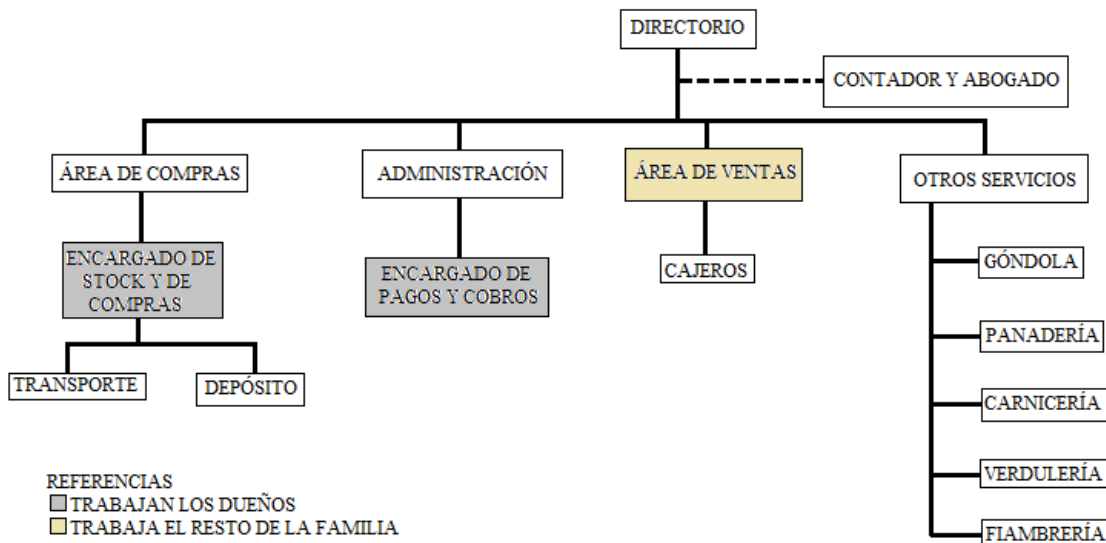 DIRECTORIO
CONTADOR Y ABOGADO
ÁREA DE COMPRAS
ADMINISTRACIÓN
ÁREA DE VENTAS
OTROS SERVICIOS
ENCARGADO DE
STOCK Y DE
COMPRAS
ENCARGADO DE
PAGOS Y COBROS
CAJEROS
GÓNDOLA
PANADERÍA
TRANSPORTE
DEPÓSITO
CARNICERÍA
VERDULERÍA
FIAMBRERÍA
REFERENCIAS
TRABAJAN LOS DUEÑOS
TRABAJA EL RESTO DE LA FAMILIA